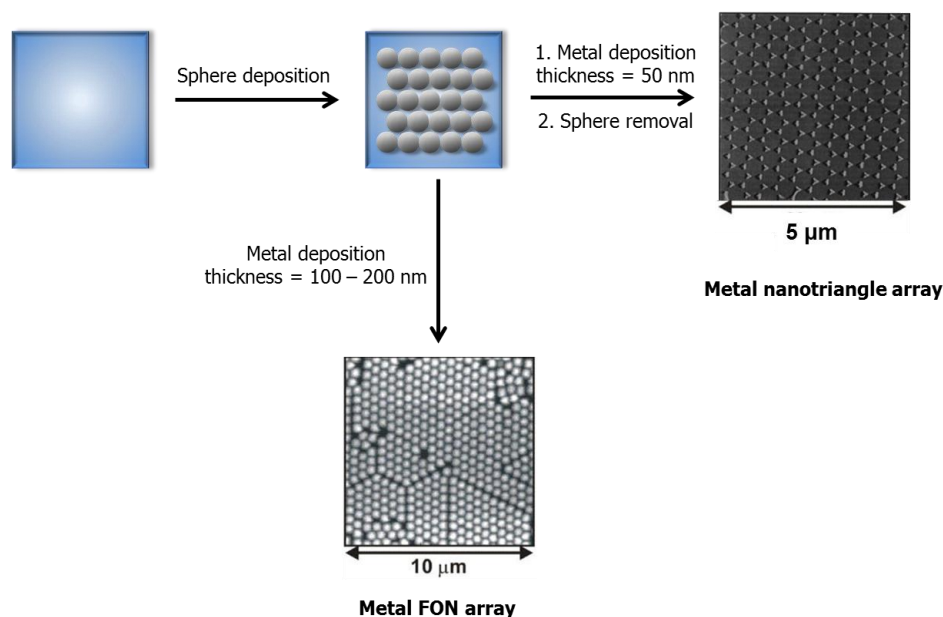 Sphere deposition
1. Metal deposition
thickness = 50 nm
2. Sphere removal
5 µm
Metal nanotriangle array
Metal deposition
thickness = 100 – 200 nm
10 µm
Metal FON array